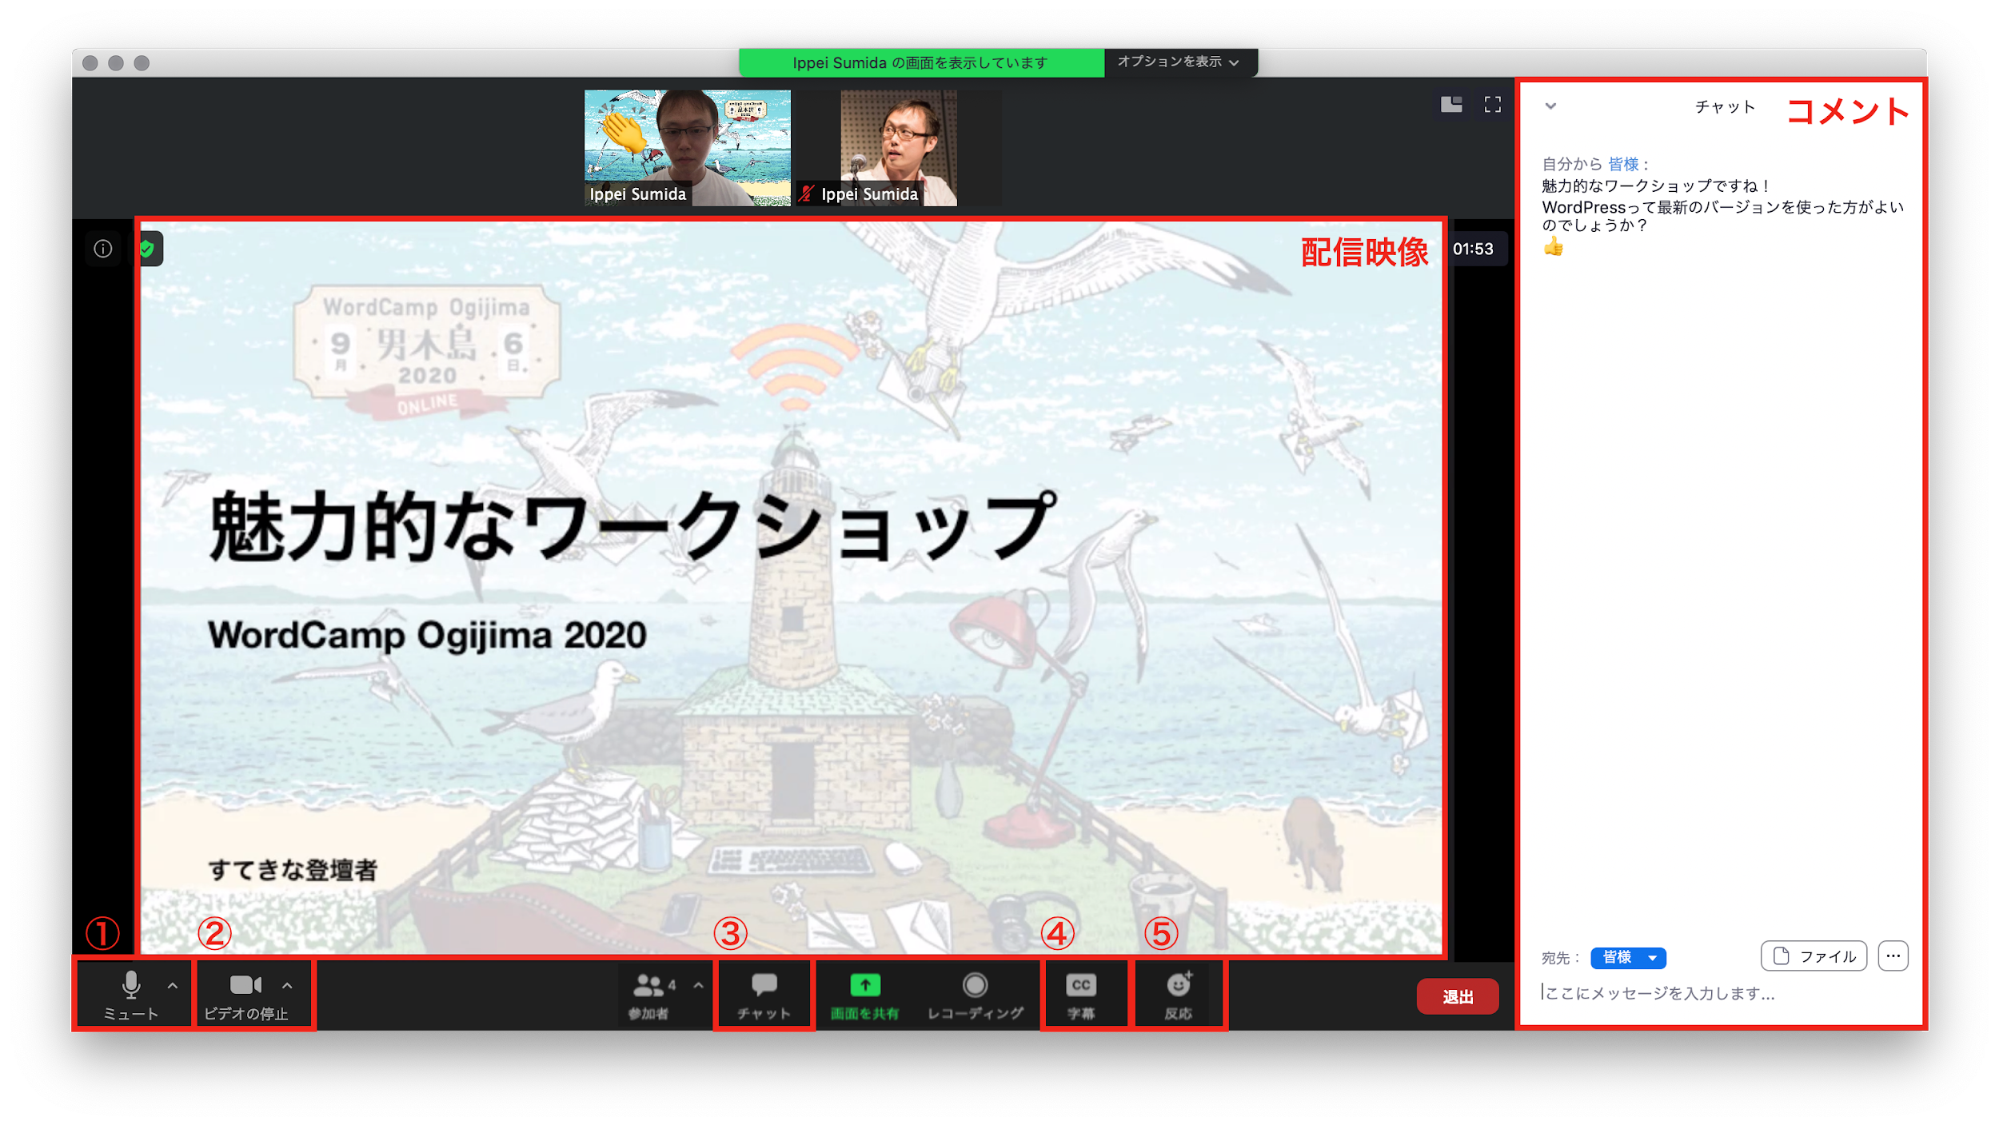 Ippei Sumida の画面を表示しています
オプションを表示
Ippei Sumida
Ippei Sumida
01:53
配信映像
WordCamp Ogijima
9月 男木島 6日
2020
ONLINE
魅力的なワークショップ
WordCamp Ogijima 2020
すてきな登壇者
① ② ③ ④ ⑤
ミュート
ビデオの停止
4
参加者
チャット
画面を共有
レコーディング
CC
字幕
反応
退出
チャット
コメント
自分から 皆様：
魅力的なワークショップですね！
WordPressって最新のバージョンを使った方がよい
のでしょうか？
👍
宛先： 皆様
ファイル
...
ここにメッセージを入力します...